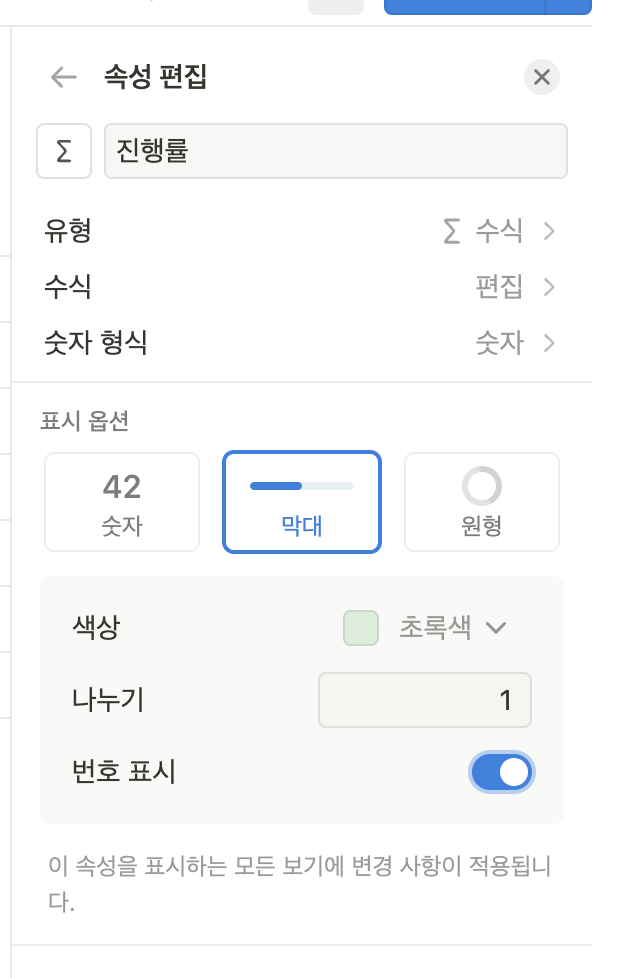 속성 편집
Σ 진행률
유형 Σ 수식
수식 편집
숫자 형식 숫자
표시 옵션
42
숫자 막대 원형
색상 초록색
나누기 1
번호 표시
이 속성을 표시하는 모든 보기에 변경 사항이 적용됩니
다.